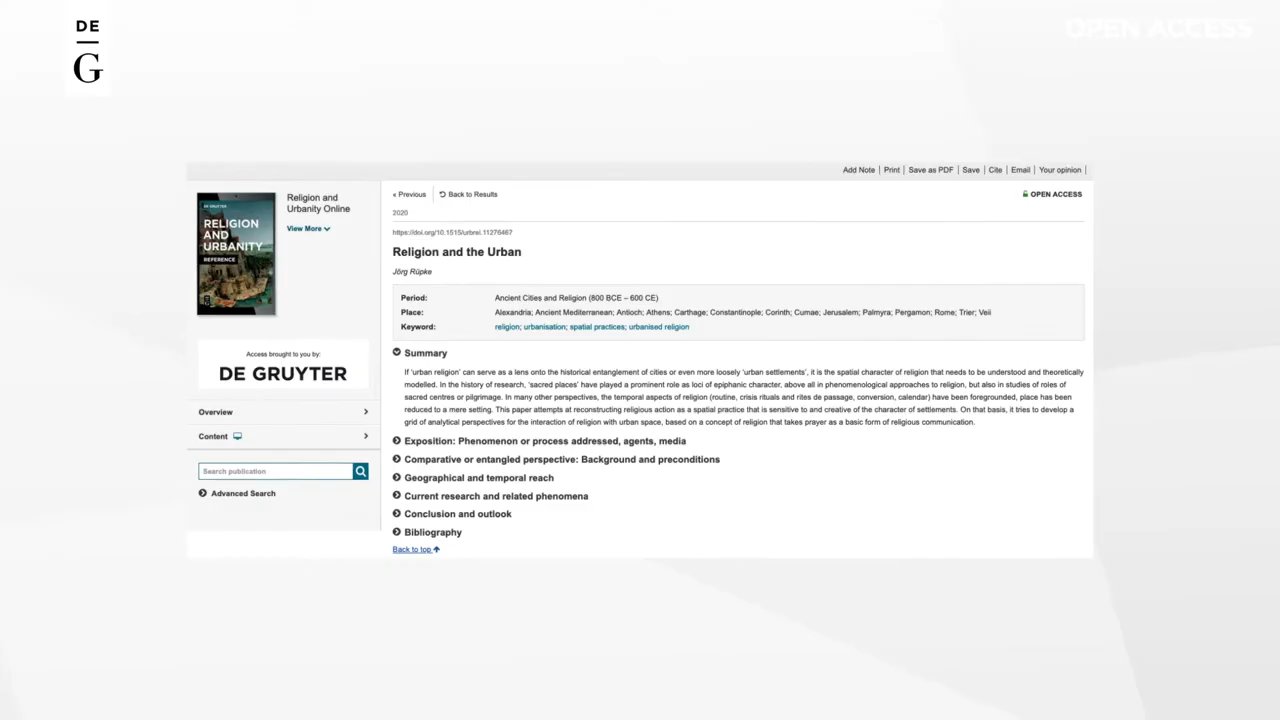 DE
G
OPEN ACCESS
Add Note | Print | Save as PDF | Save | Cite | Email | Your opinion |
DE GRUYTER
RELIGION
AND
URBANITY
REFERENCE
Religion and
Urbanity Online
View More
Access brought to you by:
DE GRUYTER
Overview
Content
Search publication
Advanced Search
« Previous
Back to Results
OPEN ACCESS
2020
https://doi.org/10.1515/urbrel.11276467
Religion and the Urban
Jörg Rüpke
Period: Ancient Cities and Religion (800 BCE – 600 CE)
Place: Alexandria; Ancient Mediterranean; Antioch; Athens; Carthage; Constantinople; Corinth; Cumae; Jerusalem; Palmyra; Pergamon; Rome; Trier; Veii
Keyword: religion; urbanisation; spatial practices; urbanised religion
Summary
If 'urban religion' can serve as a lens onto the historical entanglement of cities or even more loosely 'urban settlements', it is the spatial character of religion that needs to be understood and theoretically
modelled. In the history of research, 'sacred places' have played a prominent role as loci of epiphanic character, above all in phenomenological approaches to religion, but also in studies of roles of
sacred centres or pilgrimage. In many other perspectives, the temporal aspects of religion (routine, crisis rituals and rites de passage, conversion, calendar) have been foregrounded, place has been
reduced to a mere setting. This paper attempts at reconstructing religious action as a spatial practice that is sensitive to and creative of the character of settlements. On that basis, it tries to develop a
grid of analytical perspectives for the interaction of religion with urban space, based on a concept of religion that takes prayer as a basic form of religious communication.
Exposition: Phenomenon or process addressed, agents, media
Comparative or entangled perspective: Background and preconditions
Geographical and temporal reach
Current research and related phenomena
Conclusion and outlook
Bibliography
Back to top